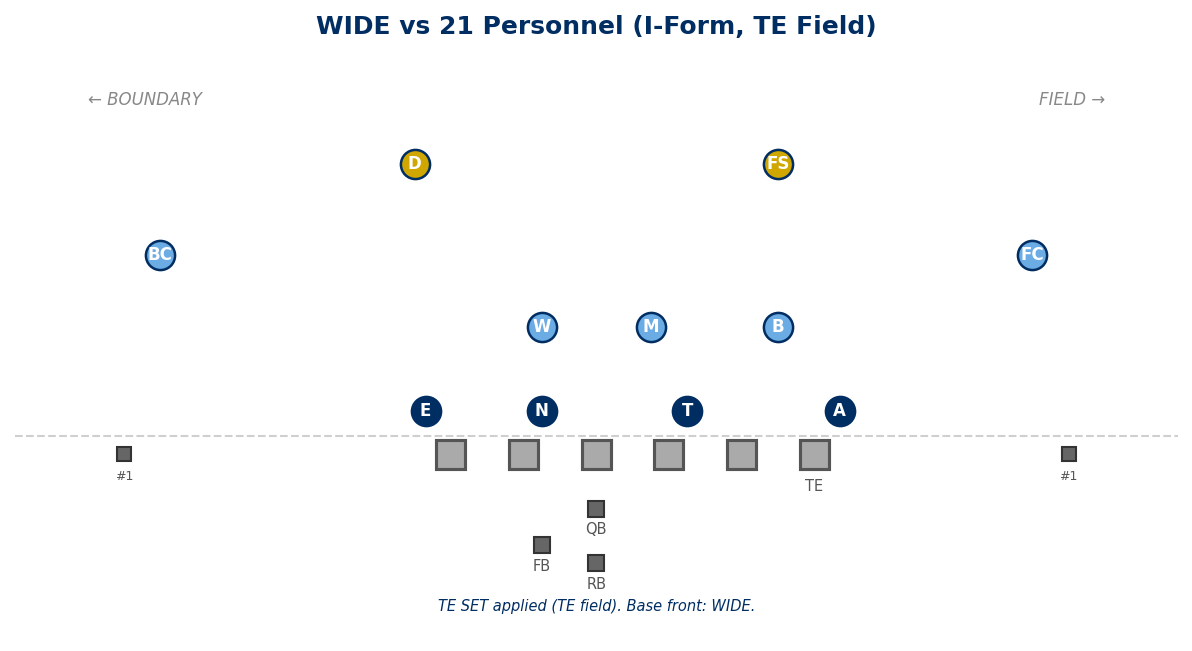 WIDE vs 21 Personnel (I-Form, TE Field)
← BOUNDARY
FIELD →
D
FS
BC
FC
W
M
B
E
N
T
A
#1
#1
TE
QB
FB
RB
TE SET applied (TE field). Base front: WIDE.